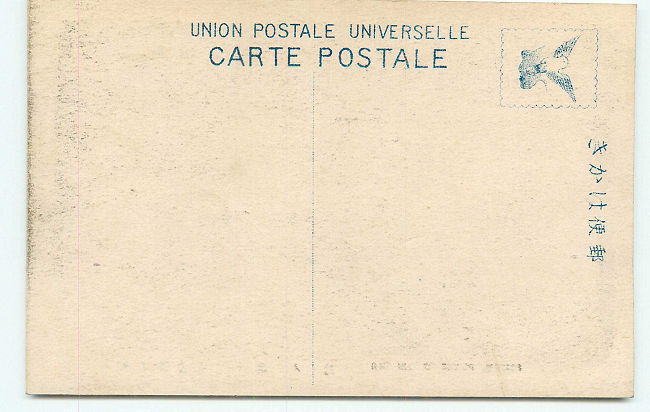 UNION POSTALE UNIVERSELLE
CARTE POSTALE
きかは便郵